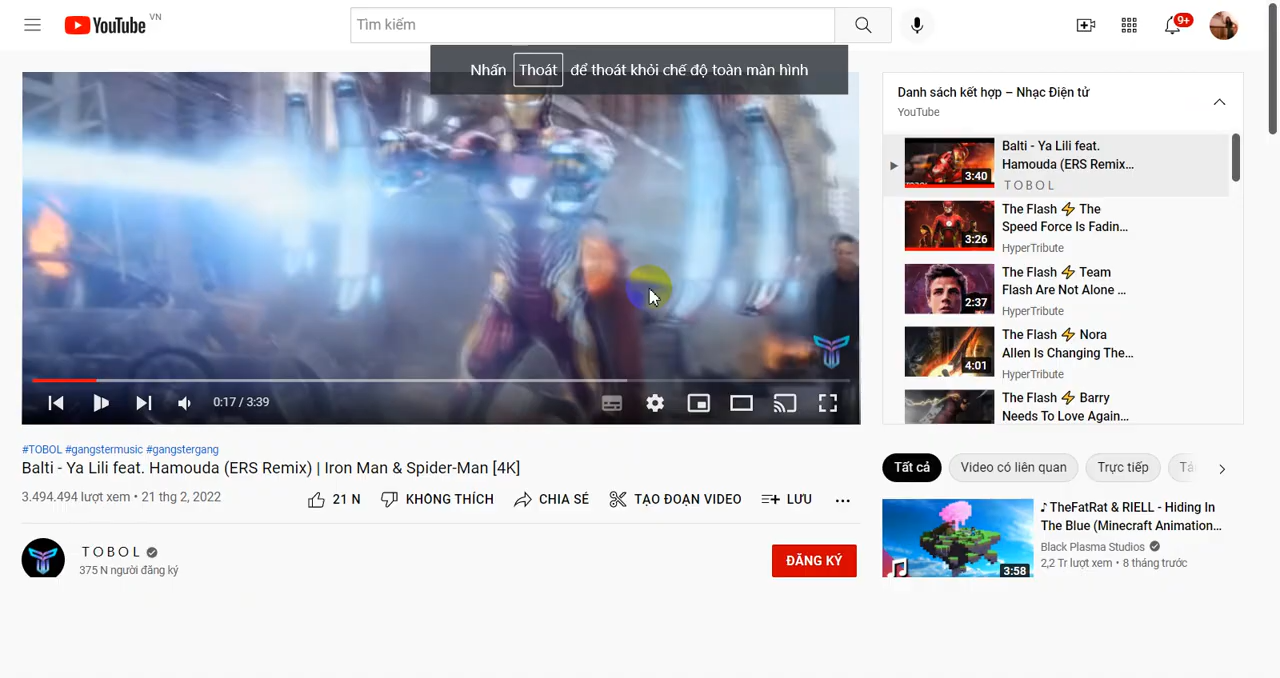 YouTube VN
Tìm kiếm
9+
Nhấn Thoát để thoát khỏi chế độ toàn màn hình
0:17 / 3:39
#TOBOL #gangstermusic #gangstergang
Balti - Ya Lili feat. Hamouda (ERS Remix) | Iron Man & Spider-Man [4K]
3.494.494 lượt xem • 21 thg 2, 2022
21 N
KHÔNG THÍCH
CHIA SẺ
TẠO ĐOẠN VIDEO
LƯU
T O B O L
375 N người đăng ký
ĐĂNG KÝ
Danh sách kết hợp – Nhạc Điện tử
YouTube
3:40
Balti - Ya Lili feat.
Hamouda (ERS Remix...
T O B O L
3:26
The Flash ⚡ The
Speed Force Is Fadin...
HyperTribute
2:37
The Flash ⚡ Team
Flash Are Not Alone ...
HyperTribute
4:01
The Flash ⚡ Nora
Allen Is Changing The...
HyperTribute
The Flash ⚡ Barry
Needs To Love Again...
Tất cả
Video có liên quan
Trực tiếp
3:58
♪ TheFatRat & RIELL - Hiding In
The Blue (Minecraft Animation...
Black Plasma Studios
2,2 Tr lượt xem • 8 tháng trước